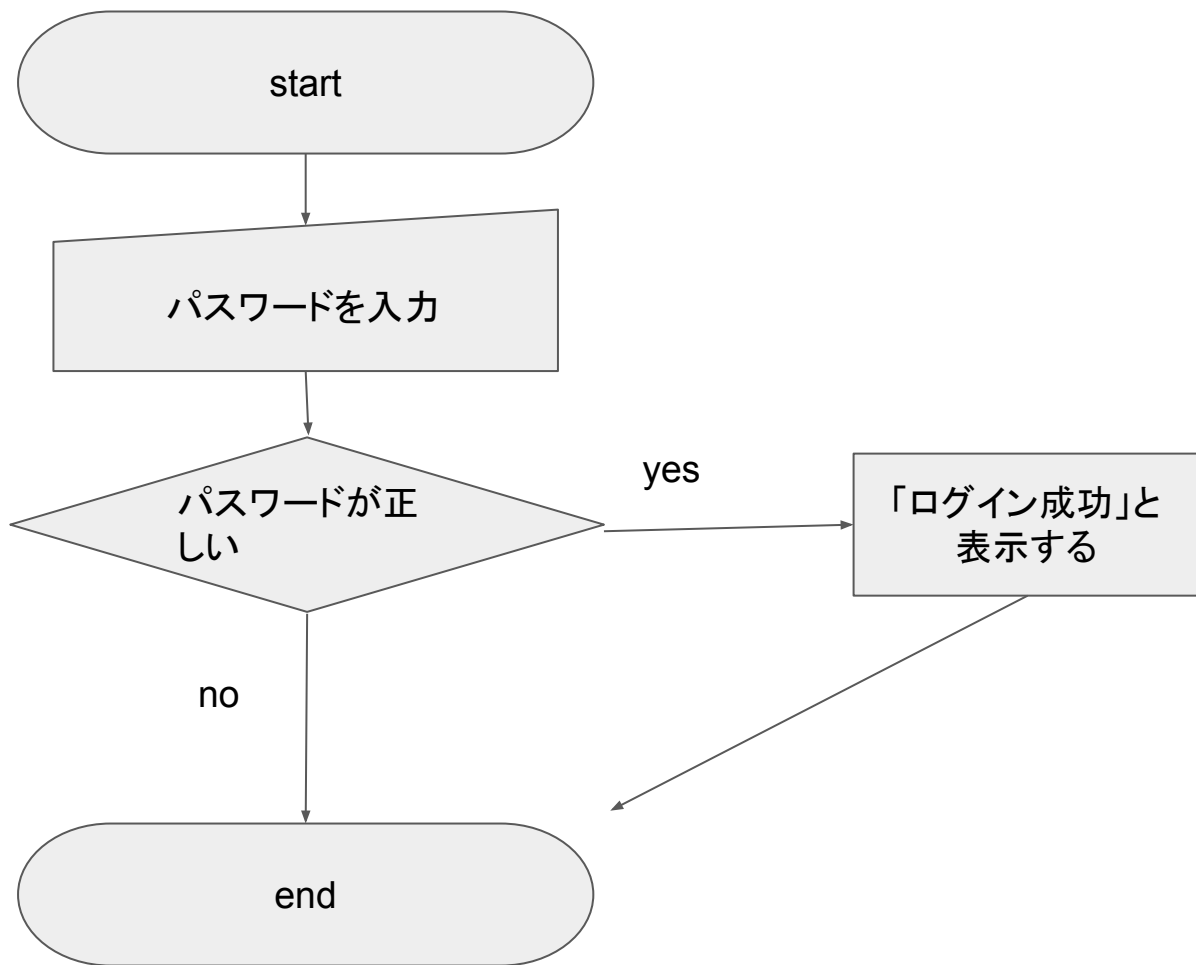 start
パスワードを入力
パスワードが正
しい
yes
「ログイン成功」と
表示する
no
end